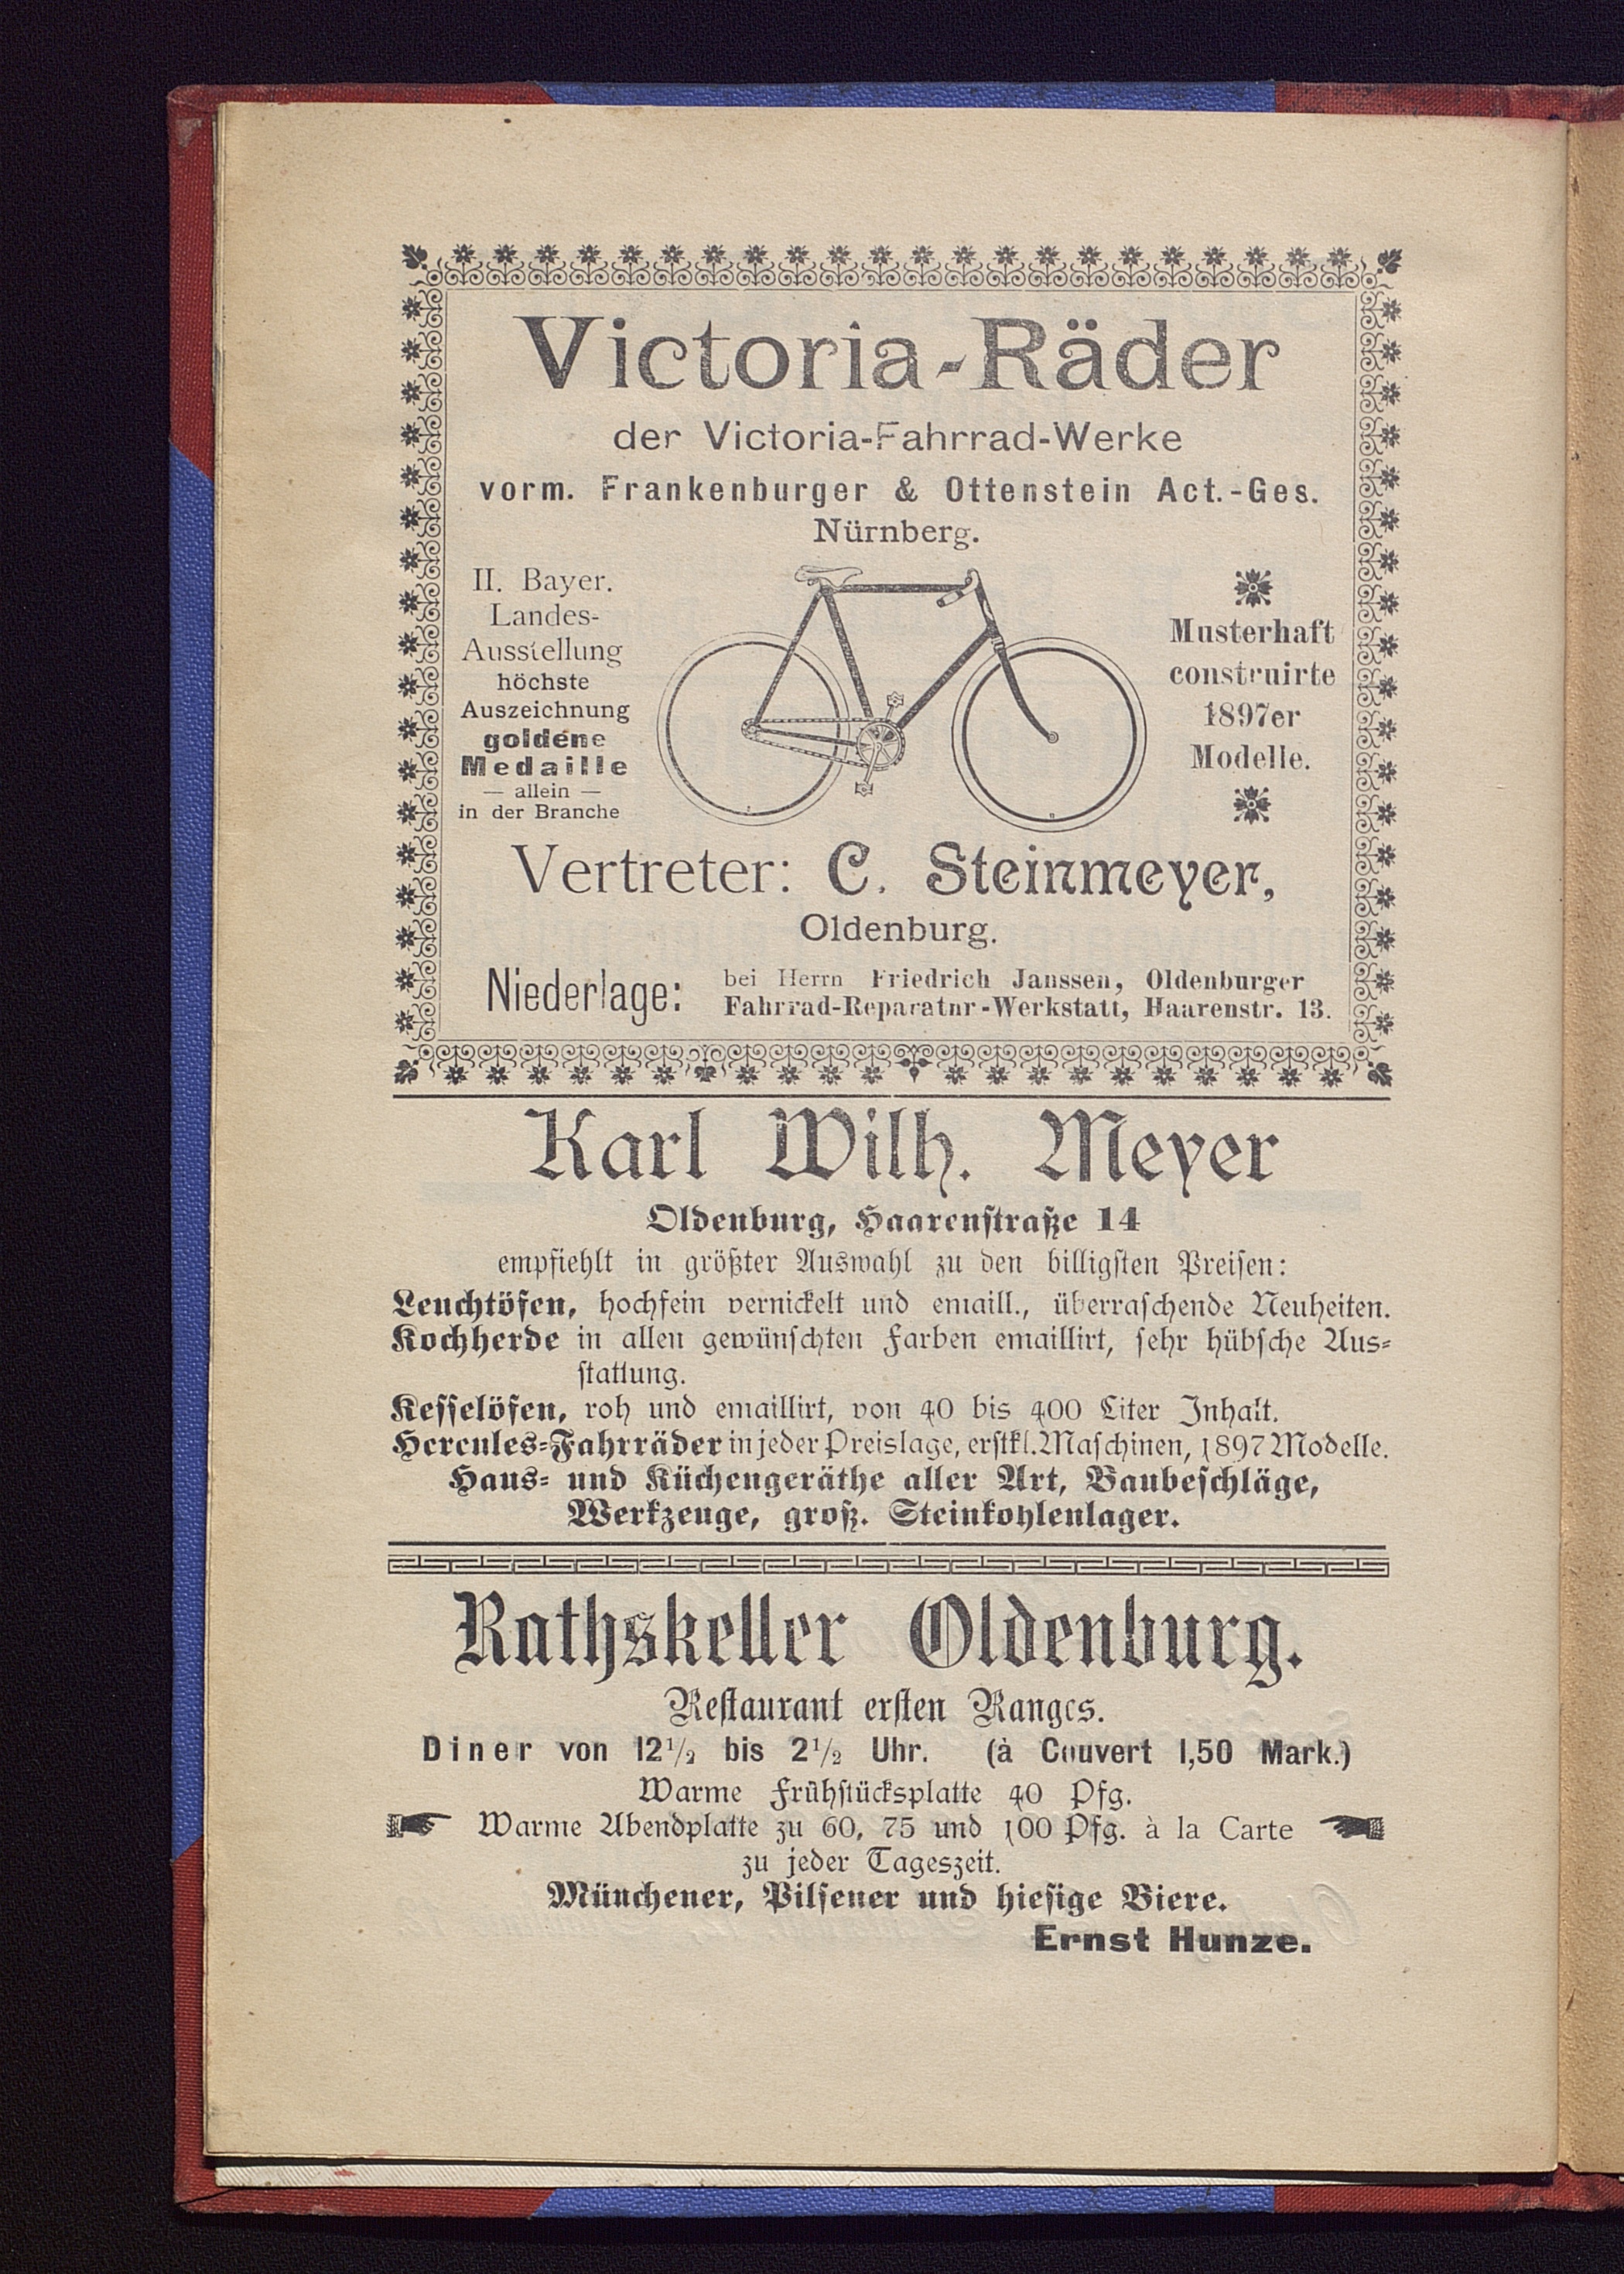 Victoria-Räder
der Victoria-Fahrrad-Werke
vorm. Frankenburger & Ottenstein Act.-Ges.
Nürnberg.
II. Bayer.
Landes-
Ausstellung
höchste
Auszeichnung
goldene
Medaille
— allein —
in der Branche
Musterhaft
construirte
1897er
Modelle.
Vertreter: C. Steinmeyer,
Oldenburg.
Niederlage: bei Herrn Friedrich Janssen, Oldenburger
Fahrrad-Reparatur-Werkstatt, Haarenstr. 13.
Karl Wilh. Meyer
Oldenburg, Haarenstraße 14
empfiehlt in größter Auswahl zu den billigsten Preisen:
Leuchtöfen, hochfein vernickelt und emaill., überraschende Neuheiten.
Kochherde in allen gewünschten Farben emaillirt, sehr hübsche Aus-
stattung.
Kesselöfen, roh und emaillirt, von 40 bis 400 Liter Inhalt.
Hercules-Fahrräder in jeder Preislage, erstkl. Maschinen, 1897 Modelle.
Haus- und Küchengeräthe aller Art, Baubeschläge,
Werkzeuge, groß. Steinkohlenlager.
Rathskeller Oldenburg.
Restaurant ersten Ranges.
Diner von 12 1/2 bis 2 1/2 Uhr. (à Couvert 1,50 Mark.)
Warme Frühstücksplatte 40 Pfg.
Warme Abendplatte zu 60, 75 und 100 Pfg. à la Carte
zu jeder Tageszeit.
Münchener, Pilsener und hiesige Biere.
Ernst Hunze.